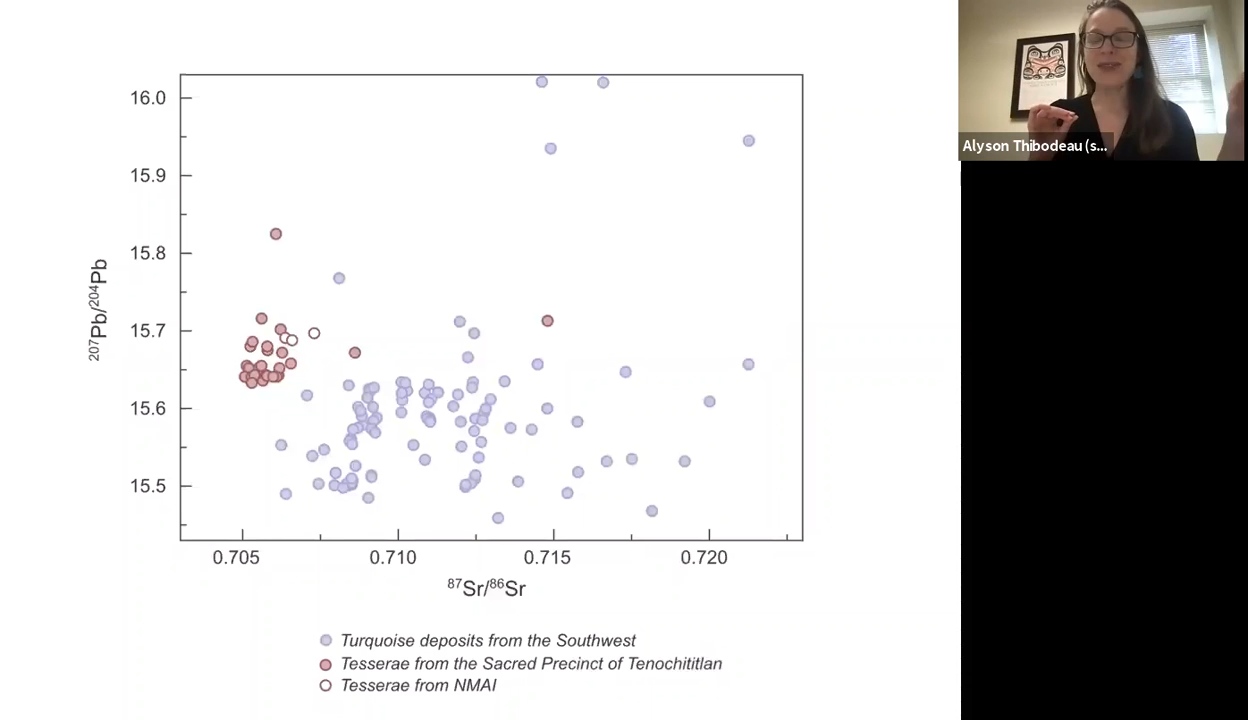 16.0
15.9
15.8
15.7
15.6
15.5
207Pb/204Pb
0.705 0.710 0.715 0.720
87Sr/86Sr
Turquoise deposits from the Southwest
Tesserae from the Sacred Precinct of Tenochititlan
Tesserae from NMAI
Alyson Thibodeau (s...